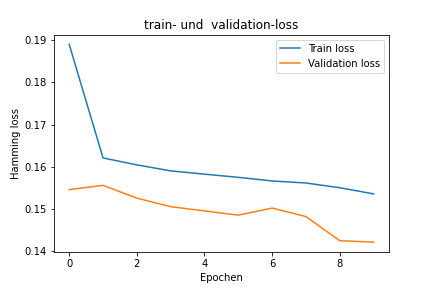 train- und  validation-loss
Train loss
Validation loss
Hamming loss
0.19
0.18
0.17
0.16
0.15
0.14
0 2 4 6 8
Epochen